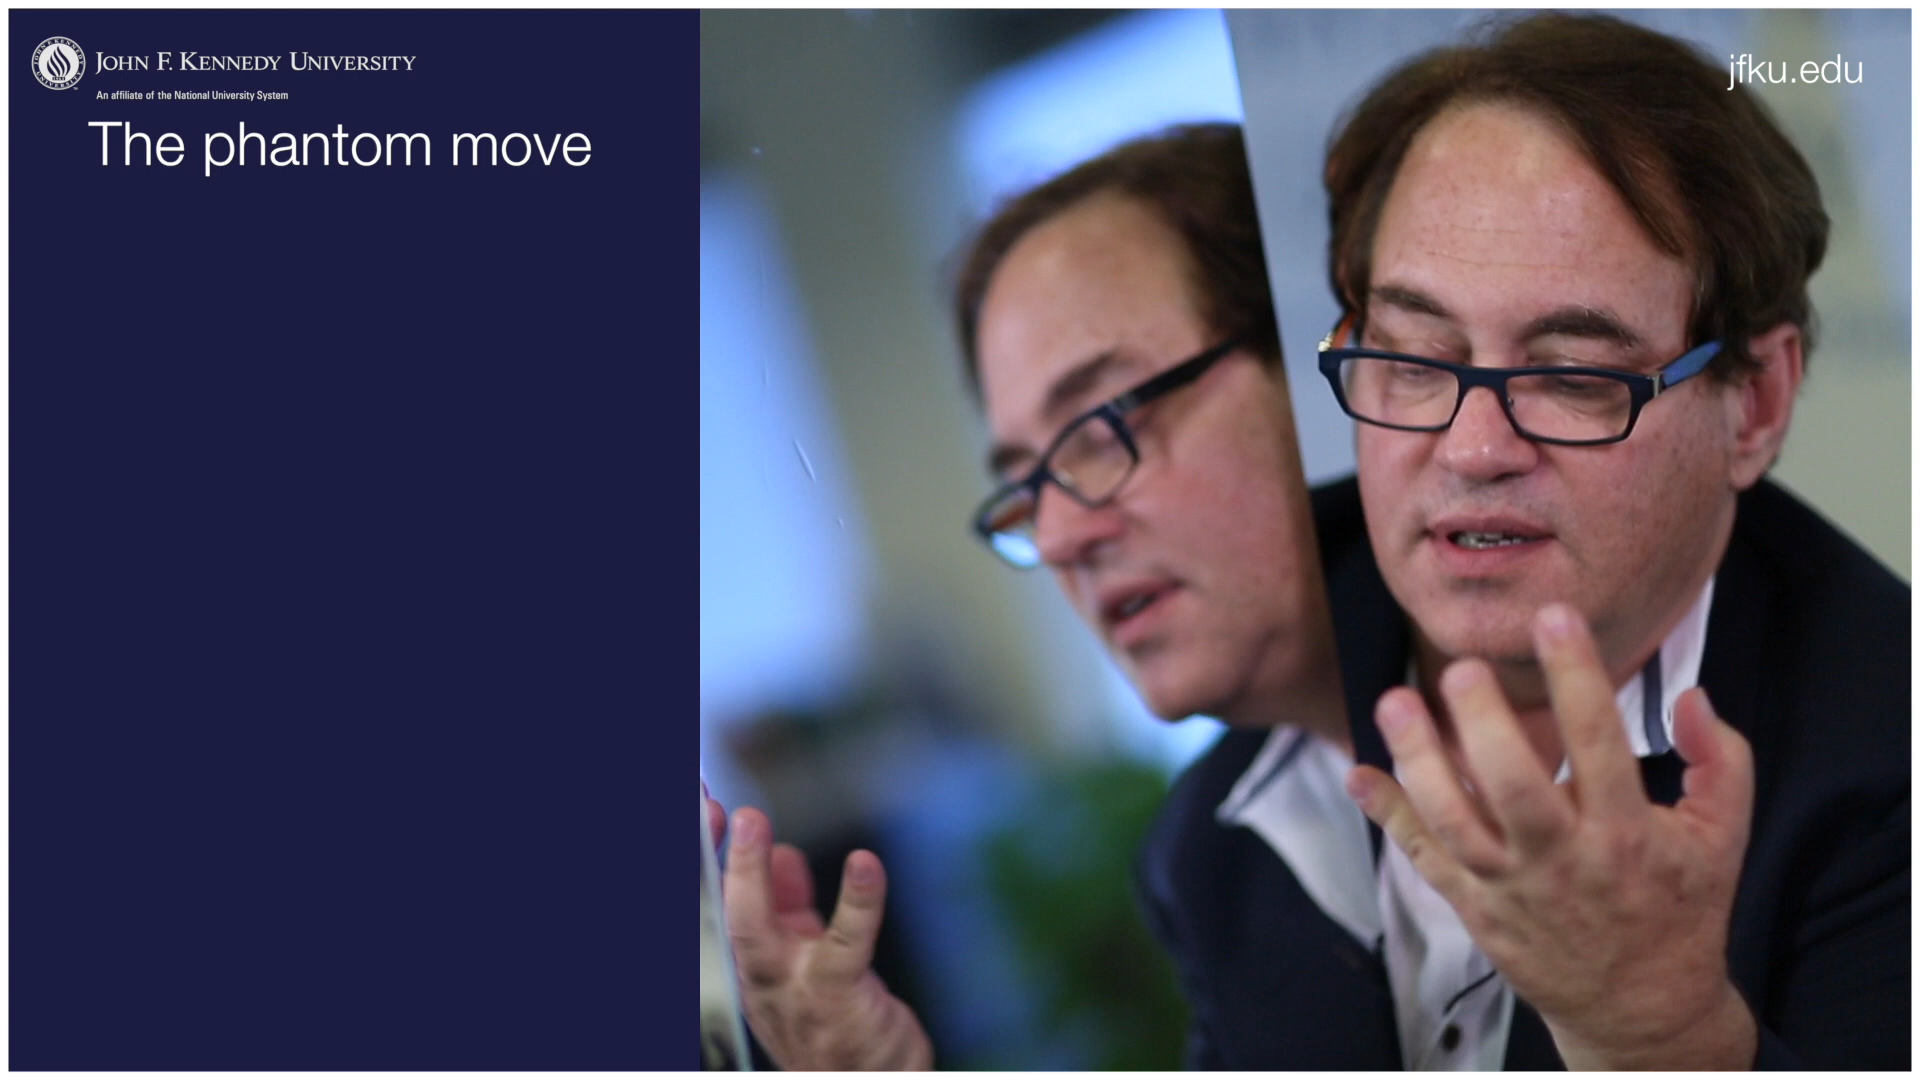 John F. Kennedy University
An affiliate of the National University System
The phantom move
jfku.edu